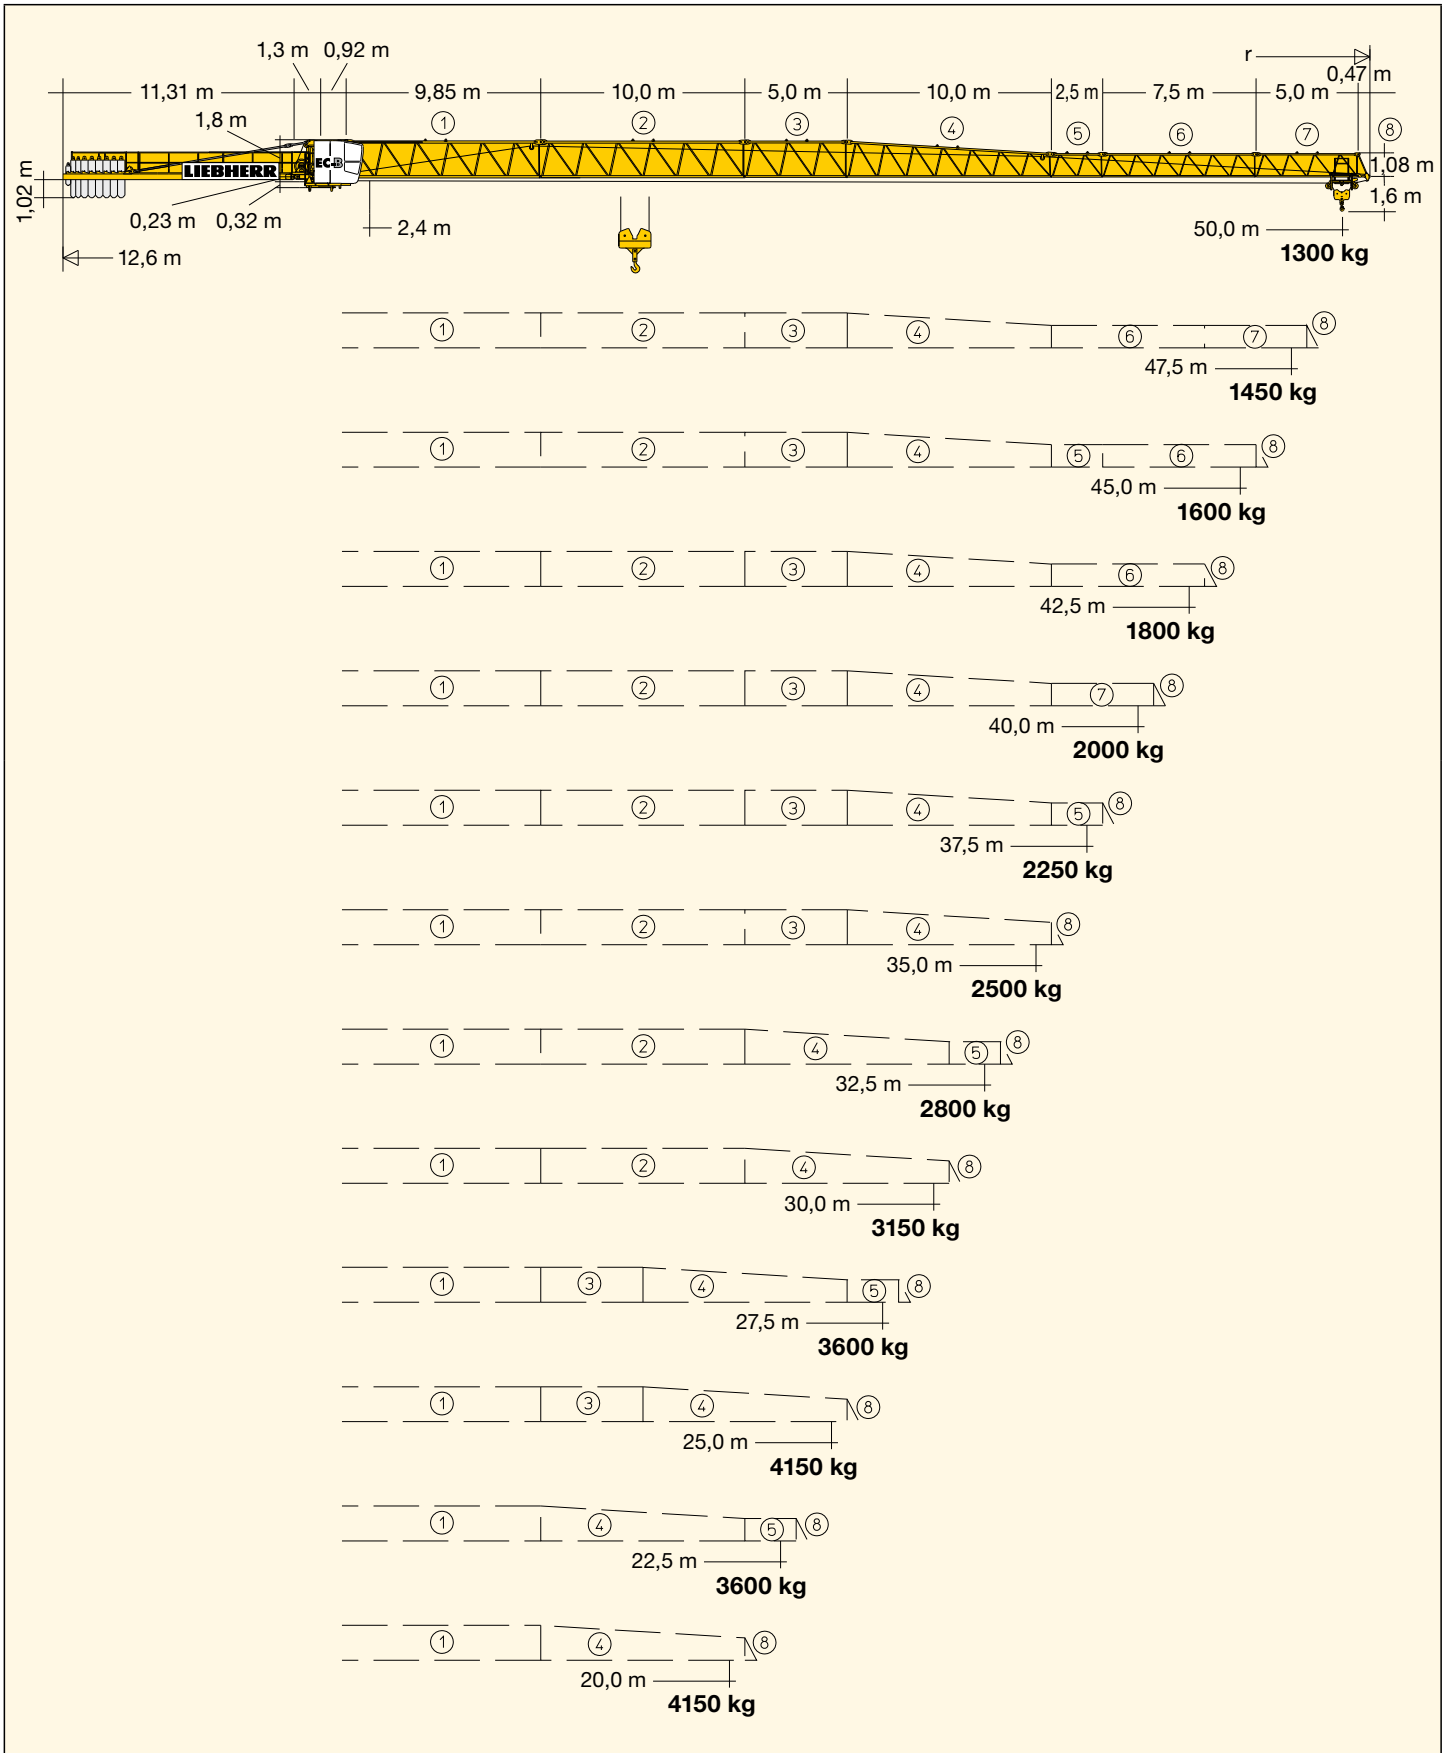 1,3 m 0,92 m
r
0,47 m
11,31 m 9,85 m 10,0 m 5,0 m 10,0 m 2,5 m 7,5 m 5,0 m
1,8 m
1 2 3 4 5 6 7 8
EC-B
LIEBHERR
1,02 m
1,08 m
1,6 m
0,23 m 0,32 m
2,4 m
50,0 m
12,6 m
1300 kg
1 2 3 4 6 7 8
47,5 m
1450 kg
1 2 3 4 5 6 8
45,0 m
1600 kg
1 2 3 4 6 8
42,5 m
1800 kg
1 2 3 4 7 8
40,0 m
2000 kg
1 2 3 4 5 8
37,5 m
2250 kg
1 2 3 4 8
35,0 m
2500 kg
1 2 4 5 8
32,5 m
2800 kg
1 2 4 8
30,0 m
3150 kg
1 3 4 5 8
27,5 m
3600 kg
1 3 4 8
25,0 m
4150 kg
1 4 5 8
22,5 m
3600 kg
1 4 8
20,0 m
4150 kg